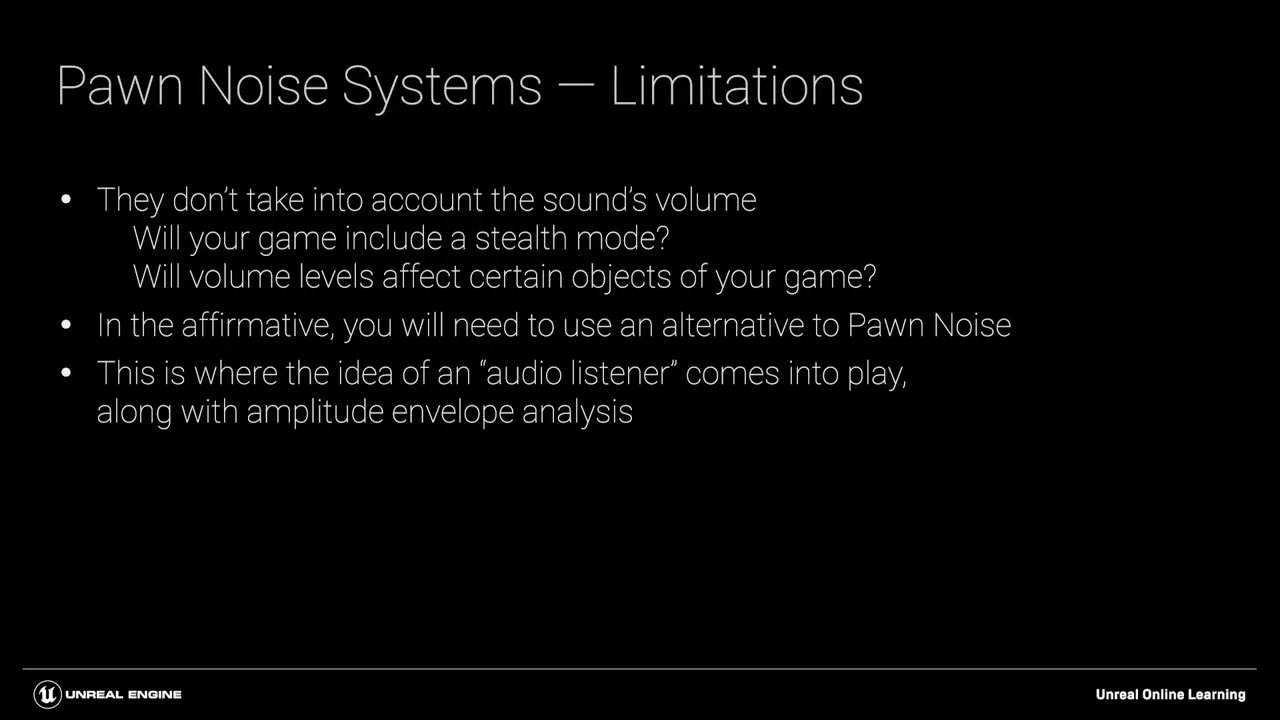 Pawn Noise Systems — Limitations
• They don’t take into account the sound’s volume
Will your game include a stealth mode?
Will volume levels affect certain objects of your game?
• In the affirmative, you will need to use an alternative to Pawn Noise
• This is where the idea of an “audio listener” comes into play,
along with amplitude envelope analysis
UNREAL ENGINE
Unreal Online Learning